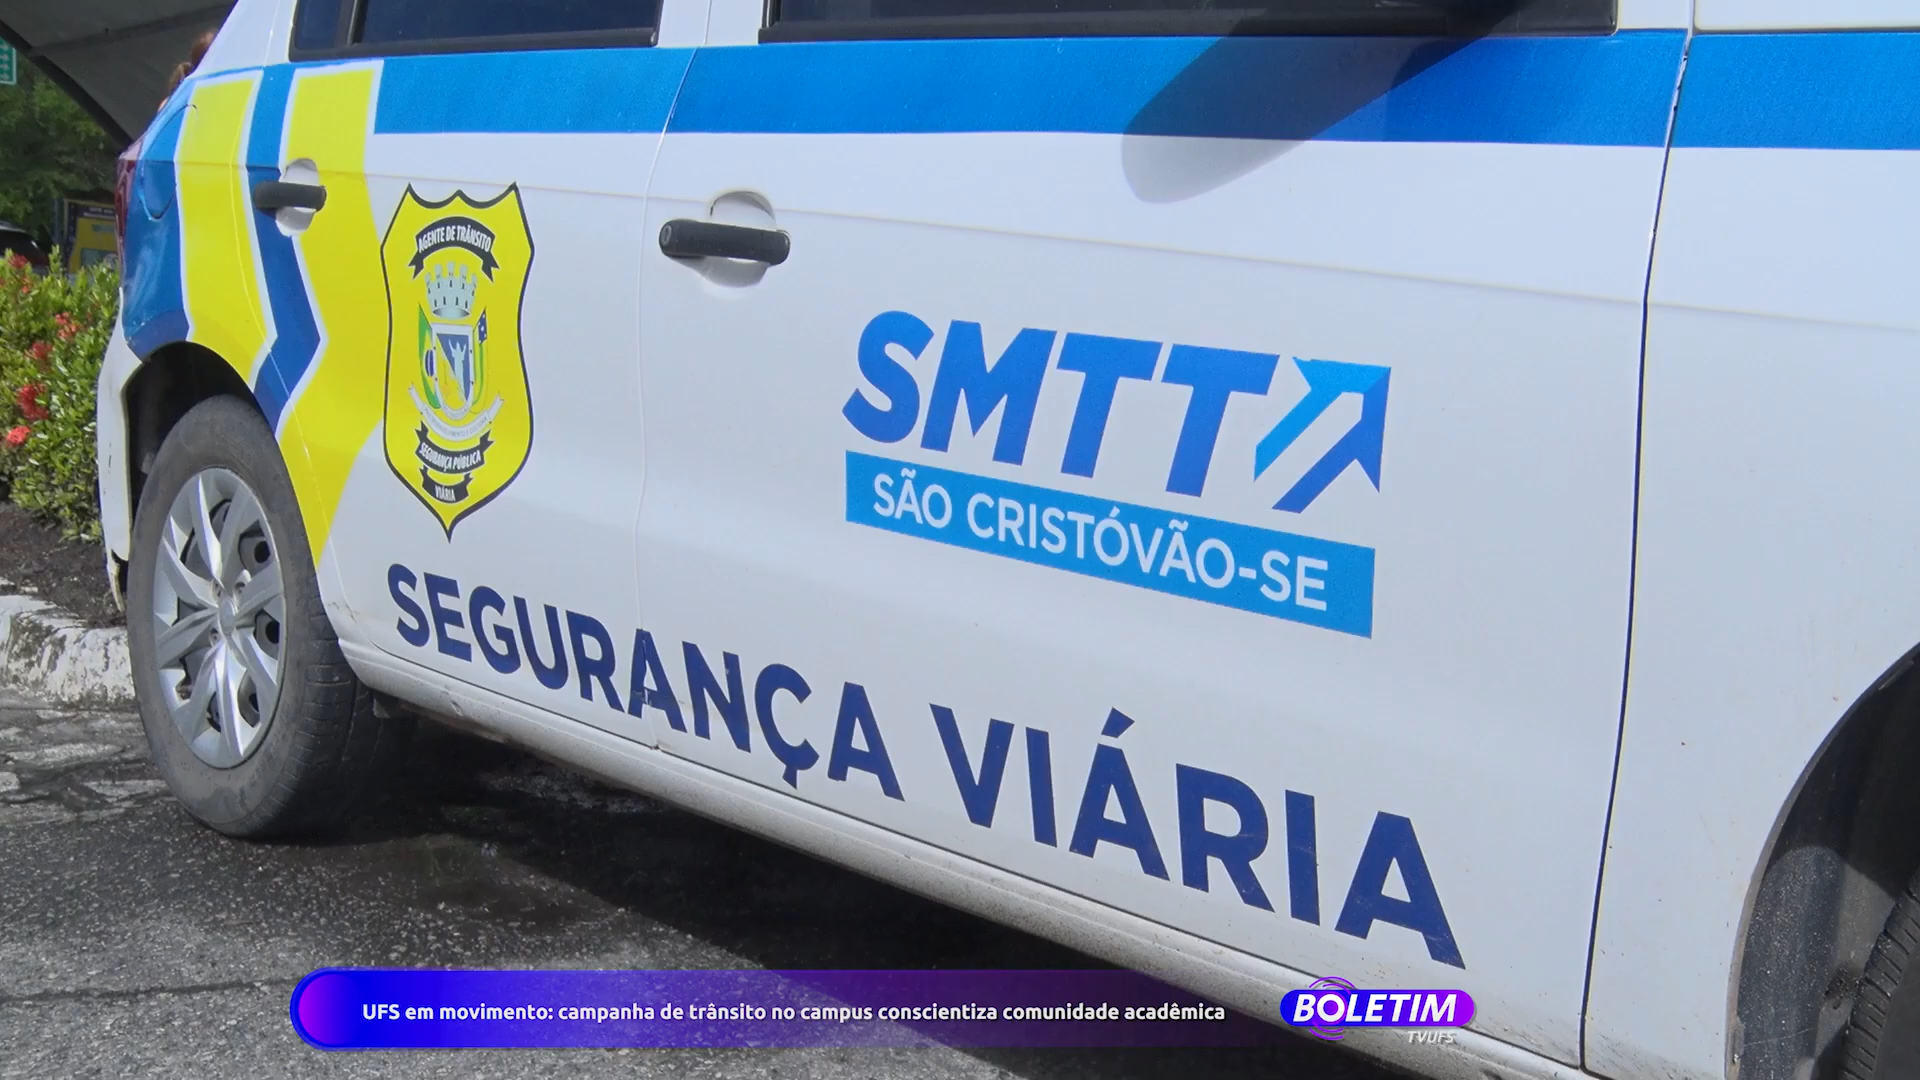 AGENTE DE TRÂNSITO
SEGURANÇA PÚBLICA
VIÁRIA
SMTT
SÃO CRISTÓVÃO-SE
SEGURANÇA VIÁRIA
UFS em movimento: campanha de trânsito no campus conscientiza comunidade acadêmica
BOLETIM
TVUFS